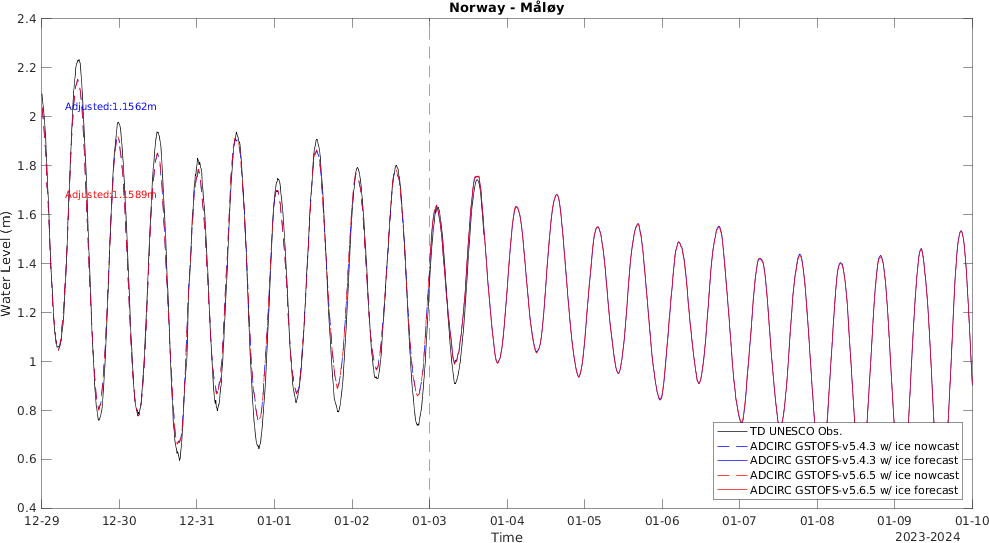 Norway - Måløy
2.4
2.2
2
1.8
1.6
1.4
1.2
1
0.8
0.6
0.4
Water Level (m)
Adjusted:1.1562m
Adjusted:1.1589m
TD UNESCO Obs.
ADCIRC GSTOFS-v5.4.3 w/ ice nowcast
ADCIRC GSTOFS-v5.4.3 w/ ice forecast
ADCIRC GSTOFS-v5.6.5 w/ ice nowcast
ADCIRC GSTOFS-v5.6.5 w/ ice forecast
12-29 12-30 12-31 01-01 01-02 01-03 01-04 01-05 01-06 01-07 01-08 01-09 01-10
Time
2023-2024